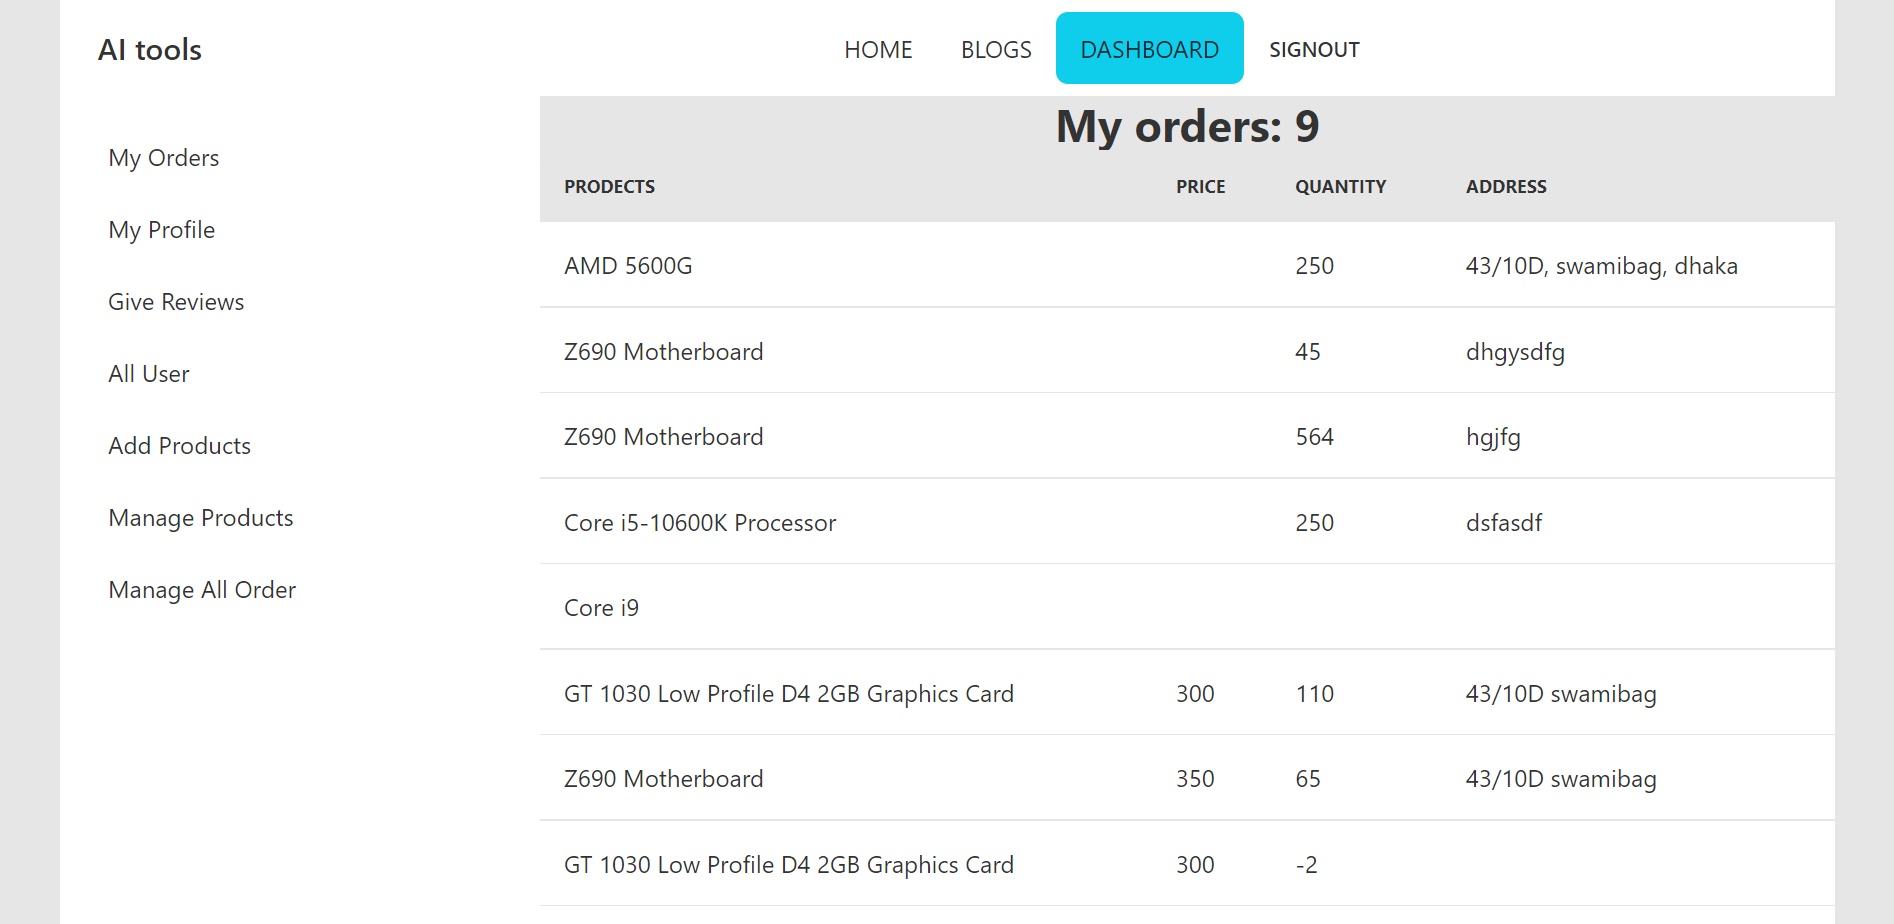 AI tools
HOME BLOGS DASHBOARD SIGNOUT
My Orders
My Profile
Give Reviews
All User
Add Products
Manage Products
Manage All Order
My orders: 9
PRODECTS PRICE QUANTITY ADDRESS
AMD 5600G 250 43/10D, swamibag, dhaka
Z690 Motherboard 45 dhgysdfg
Z690 Motherboard 564 hgjfg
Core i5-10600K Processor 250 dsfasdf
Core i9
GT 1030 Low Profile D4 2GB Graphics Card 300 110 43/10D swamibag
Z690 Motherboard 350 65 43/10D swamibag
GT 1030 Low Profile D4 2GB Graphics Card 300 -2